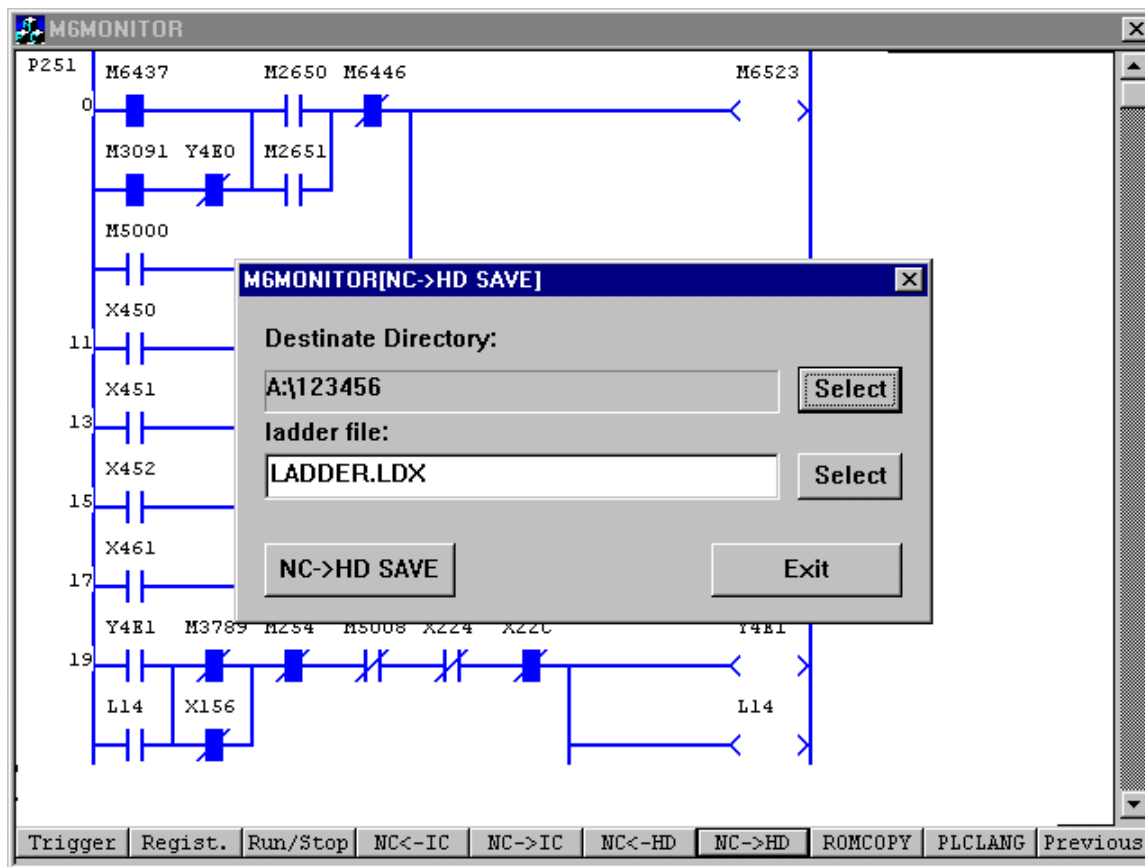 M6MONITOR
P251 M6437 M2650 M6446 M6523
0
M3091 Y4E0 M2651
M5000
M6MONITOR[NC->HD SAVE]
X450
Destinate Directory:
11
A:\123456 Select
X451
13
ladder file:
X452
LADDER.LDX Select
15
X461
NC->HD SAVE Exit
17
Y4E1 M3789 M254 M5008 X224 X22C Y4E1
19
L14 X156 L14
Trigger Regist. Run/Stop NC<-IC NC->IC NC<-HD NC->HD ROMCOPY PLCLANG Previous